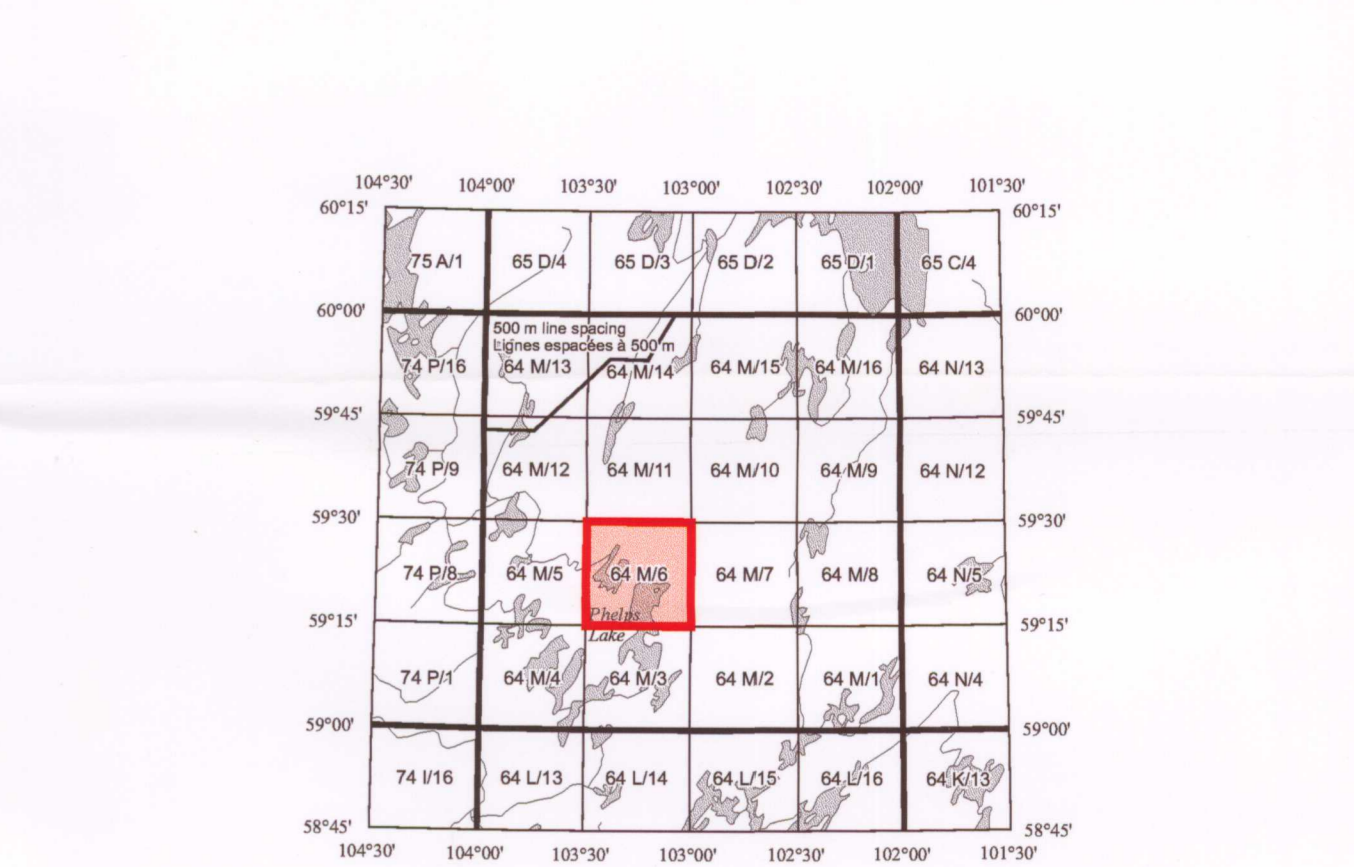 104°30' 104°00' 103°30' 103°00' 102°30' 102°00' 101°30'
60°15' 60°15'
75 A/1 65 D/4 65 D/3 65 D/2 65 D/1 65 C/4
60°00' 60°00'
500 m line spacing
Lignes espacées à 500 m
74 P/16 64 M/13 64 M/14 64 M/15 64 M/16 64 N/13
59°45' 59°45'
74 P/9 64 M/12 64 M/11 64 M/10 64 M/9 64 N/12
59°30' 59°30'
74 P/8 64 M/5 64 M/6 64 M/7 64 M/8 64 N/5
Phelps
59°15' 59°15'
Lake
74 P/1 64 M/4 64 M/3 64 M/2 64 M/1 64 N/4
59°00' 59°00'
74 I/16 64 L/13 64 L/14 64 L/15 64 L/16 64 K/13
58°45' 58°45'
104°30' 104°00' 103°30' 103°00' 102°30' 102°00' 101°30'